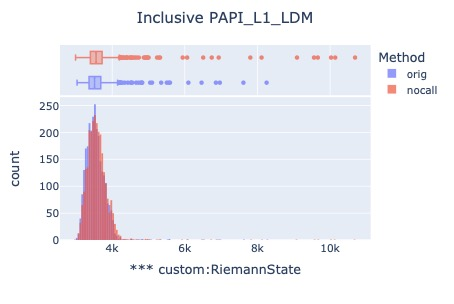 Inclusive PAPI_L1_LDM
Method
orig
nocall
250
200
150
100
50
0
count
4k 6k 8k 10k
*** custom:RiemannState